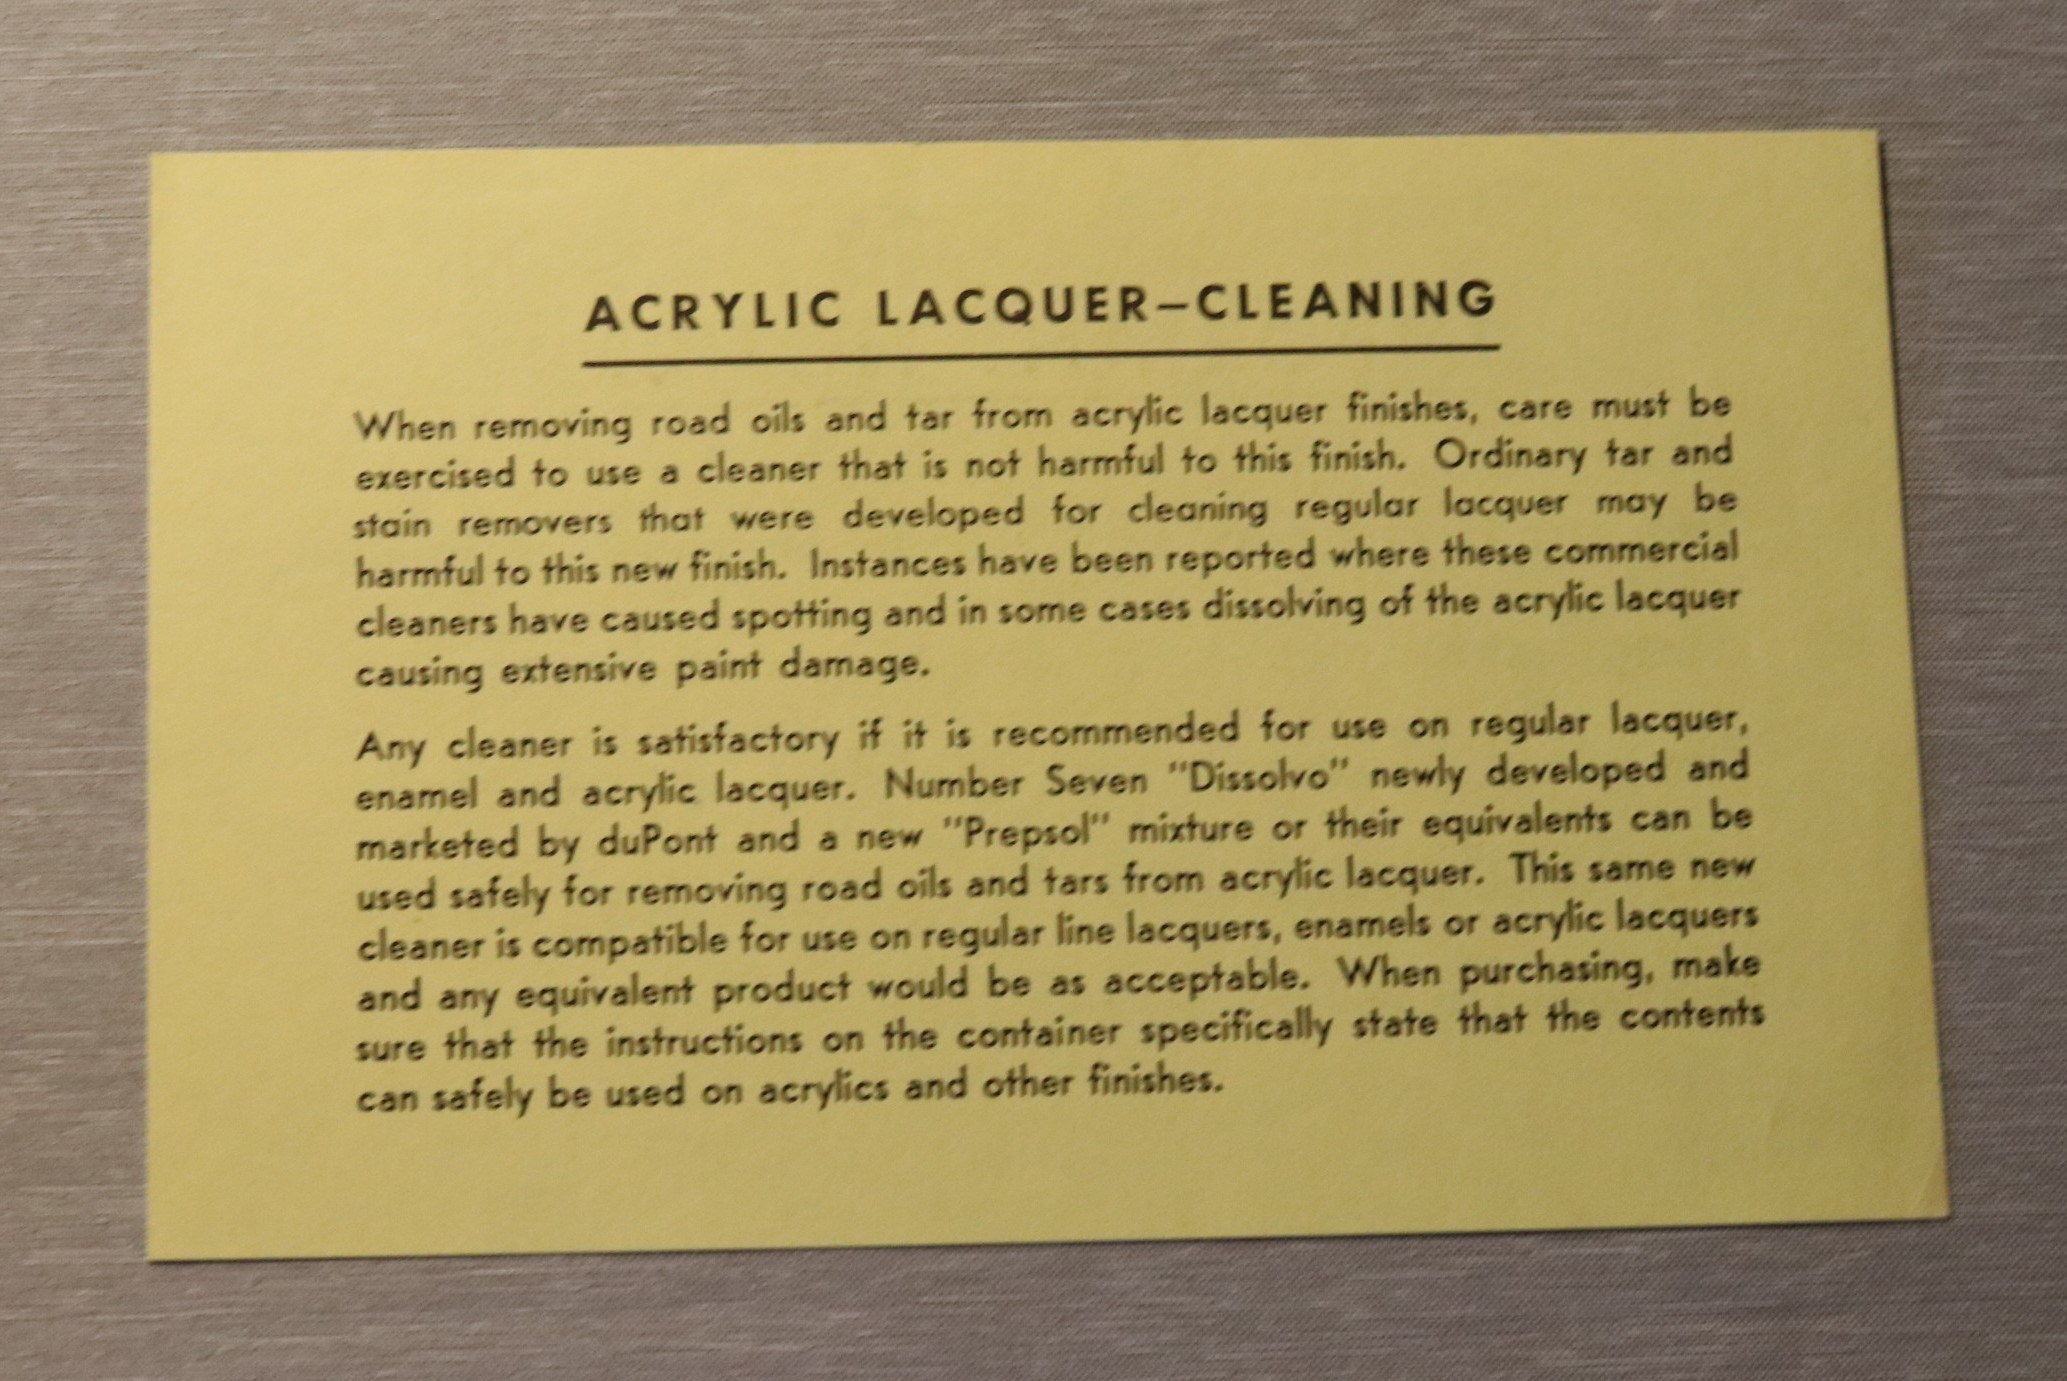 ACRYLIC LACQUER—CLEANING
When removing road oils and tar from acrylic lacquer finishes, care must be
exercised to use a cleaner that is not harmful to this finish. Ordinary tar and
stain removers that were developed for cleaning regular lacquer may be
harmful to this new finish. Instances have been reported where these commercial
cleaners have caused spotting and in some cases dissolving of the acrylic lacquer
causing extensive paint damage.
Any cleaner is satisfactory if it is recommended for use on regular lacquer,
enamel and acrylic lacquer. Number Seven "Dissolvo" newly developed and
marketed by duPont and a new "Prepsol" mixture or their equivalents can be
used safely for removing road oils and tars from acrylic lacquer. This same new
cleaner is compatible for use on regular line lacquers, enamels or acrylic lacquers
and any equivalent product would be as acceptable. When purchasing, make
sure that the instructions on the container specifically state that the contents
can safely be used on acrylics and other finishes.